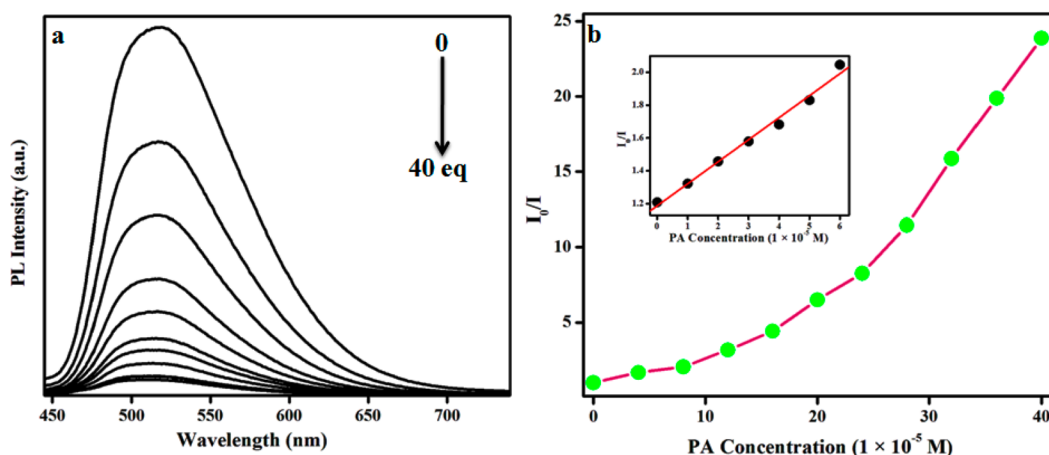 a
0
40 eq
PL Intensity (a.u.)
450 500 550 600 650 700
Wavelength (nm)
b
25
20
15
10
5
I₀/I
0 10 20 30 40
PA Concentration (1 × 10⁻⁵ M)
2.0
1.8
1.6
1.4
1.2
I₀/I
0 1 2 3 4 5 6
PA Concentration (1 × 10⁻⁵ M)